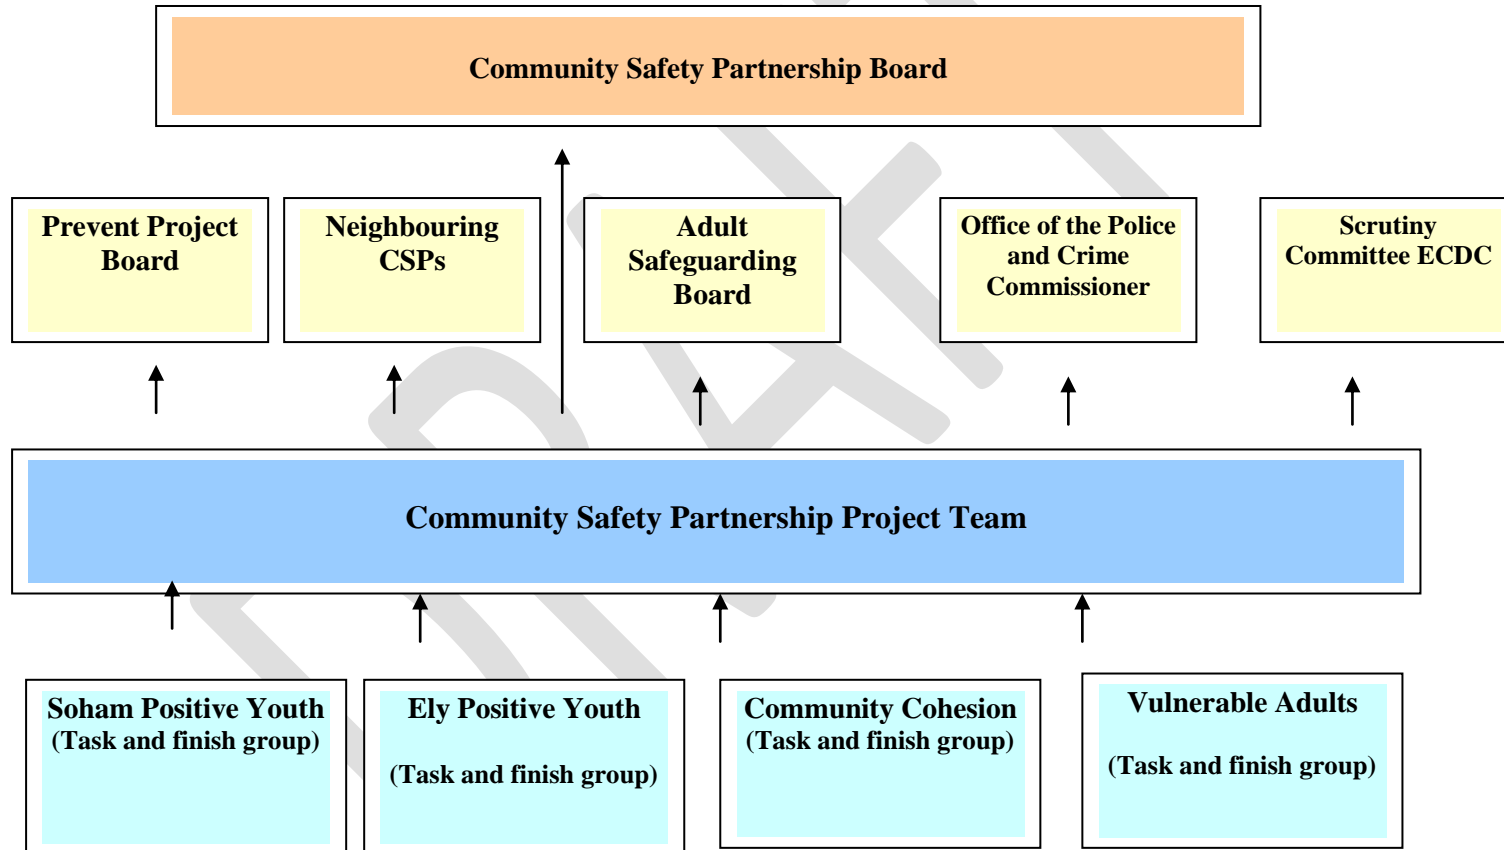 Community Safety Partnership Board
Prevent Project
Board
Neighbouring
CSPs
Adult
Safeguarding
Board
Office of the Police
and Crime
Commissioner
Scrutiny
Committee ECDC
Community Safety Partnership Project Team
Soham Positive Youth
(Task and finish group)
Ely Positive Youth
(Task and finish group)
Community Cohesion
(Task and finish group)
Vulnerable Adults
(Task and finish group)
DRAFT